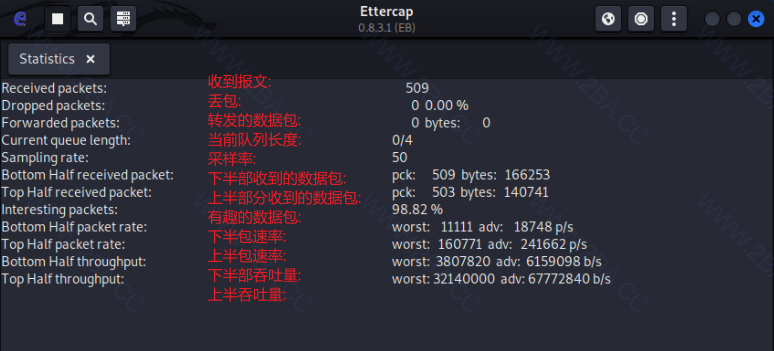 Ettercap
0.8.3.1 (EB)
Statistics ×
Received packets: 收到报文: 509
Dropped packets: 丢包: 0 0.00 %
Forwarded packets: 转发的数据包: 0 bytes: 0
Current queue length: 当前队列长度: 0/4
Sampling rate: 采样率: 50
Bottom Half received packet: 下半部收到的数据包: pck: 509 bytes: 166253
Top Half received packet: 上半部分收到的数据包: pck: 503 bytes: 140741
Interesting packets: 有趣的数据包: 98.82 %
Bottom Half packet rate: 下半包速率: worst: 11111 adv: 18748 p/s
Top Half packet rate: 上半包速率: worst: 160771 adv: 241662 p/s
Bottom Half throughput: 下半部吞吐量: worst: 3807820 adv: 6159098 b/s
Top Half throughput: 上半吞吐量: worst: 32140000 adv: 67772840 b/s
WWW.2BA.CC